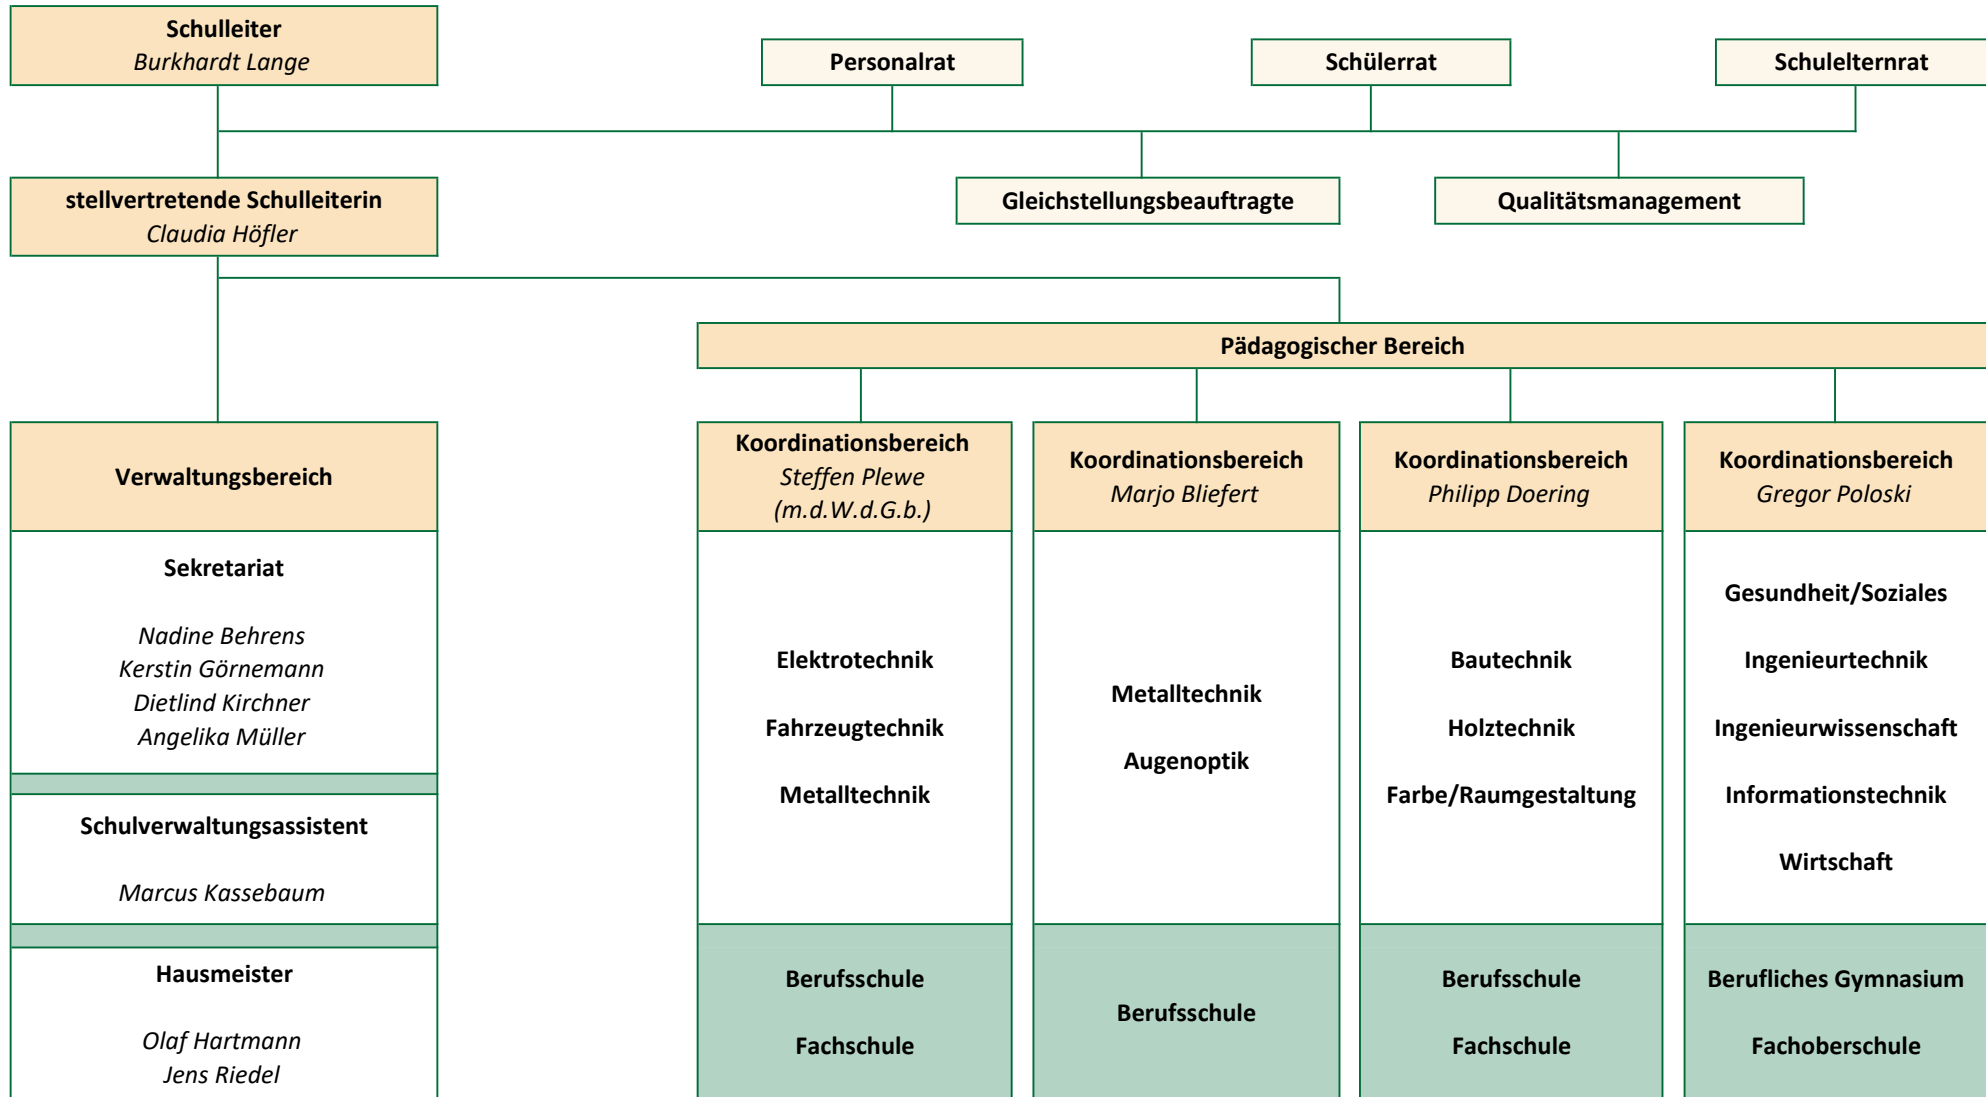 Schulleiter
Burkhardt Lange
Personalrat
Schülerrat
Schulelternrat
stellvertretende Schulleiterin
Claudia Höfler
Gleichstellungsbeauftragte
Qualitätsmanagement
Pädagogischer Bereich
Verwaltungsbereich
Sekretariat
Nadine Behrens
Kerstin Görnemann
Dietlind Kirchner
Angelika Müller
Schulverwaltungsassistent
Marcus Kassebaum
Hausmeister
Olaf Hartmann
Jens Riedel
Koordinationsbereich
Steffen Plewe
(m.d.W.d.G.b.)
Elektrotechnik
Fahrzeugtechnik
Metalltechnik
Berufsschule
Fachschule
Koordinationsbereich
Marjo Bliefert
Metalltechnik
Augenoptik
Berufsschule
Koordinationsbereich
Philipp Doering
Bautechnik
Holztechnik
Farbe/Raumgestaltung
Berufsschule
Fachschule
Koordinationsbereich
Gregor Poloski
Gesundheit/Soziales
Ingenieurtechnik
Ingenieurwissenschaft
Informationstechnik
Wirtschaft
Berufliches Gymnasium
Fachoberschule